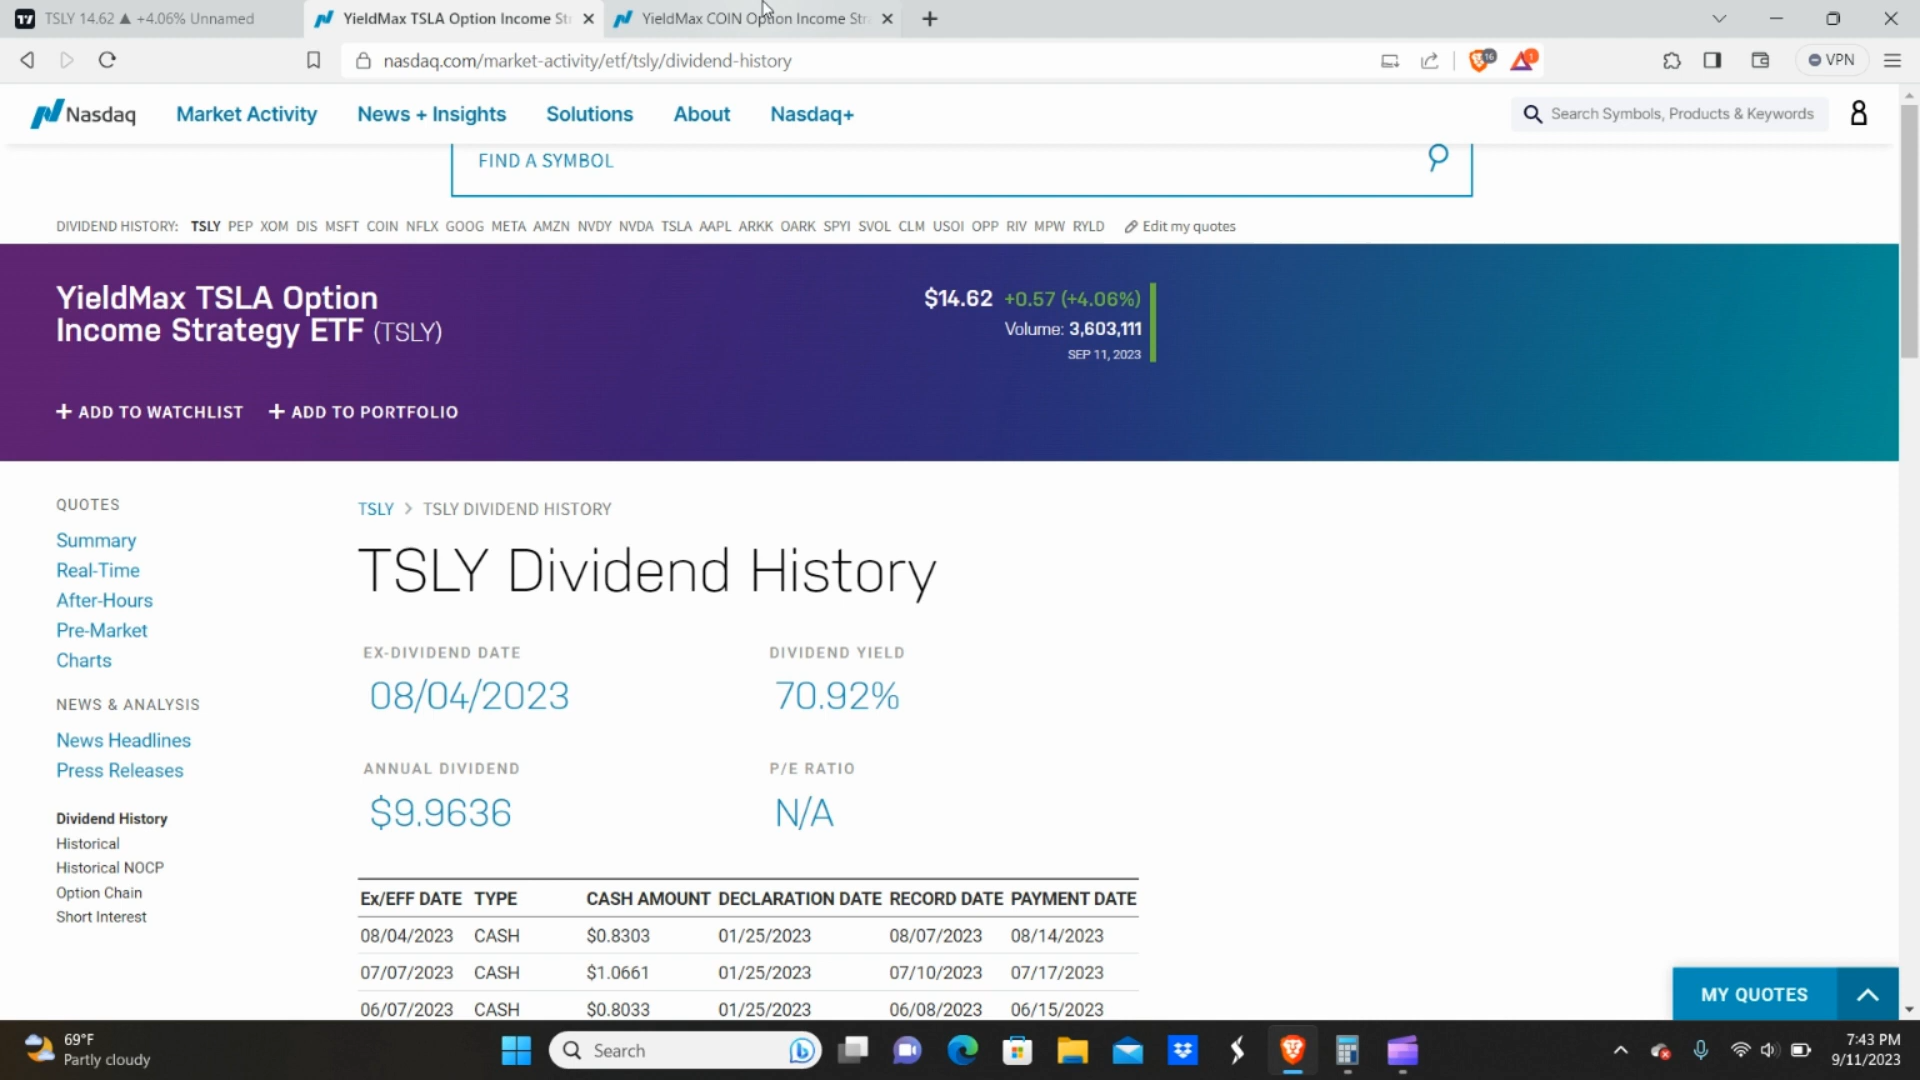 TSLY 14.62 ▲ +4.06% Unnamed
YieldMax TSLA Option Income St
YieldMax COIN Option Income Str
nasdaq.com/market-activity/etf/tsly/dividend-history
VPN
Nasdaq Market Activity News + Insights Solutions About Nasdaq+ Search Symbols, Products & Keywords
FIND A SYMBOL
DIVIDEND HISTORY: TSLY PEP XOM DIS MSFT COIN NFLX GOOG META AMZN NVDY NVDA TSLA AAPL ARKK OARK SPYI SVOL CLM USOI OPP RIV MPW RYLD Edit my quotes
YieldMax TSLA Option
Income Strategy ETF (TSLY)
$14.62 +0.57 (+4.06%)
Volume: 3,603,111
SEP 11, 2023
+ ADD TO WATCHLIST + ADD TO PORTFOLIO
QUOTES
Summary
Real-Time
After-Hours
Pre-Market
Charts
NEWS & ANALYSIS
News Headlines
Press Releases
Dividend History
Historical
Historical NOCP
Option Chain
Short Interest
TSLY > TSLY DIVIDEND HISTORY
TSLY Dividend History
EX-DIVIDEND DATE DIVIDEND YIELD
08/04/2023 70.92%
ANNUAL DIVIDEND P/E RATIO
$9.9636 N/A
Ex/EFF DATE TYPE CASH AMOUNT DECLARATION DATE RECORD DATE PAYMENT DATE
08/04/2023 CASH $0.8303 01/25/2023 08/07/2023 08/14/2023
07/07/2023 CASH $1.0661 01/25/2023 07/10/2023 07/17/2023
06/07/2023 CASH $0.8033 01/25/2023 06/08/2023 06/15/2023
MY QUOTES
69°F
Partly cloudy
Search
7:43 PM
9/11/2023